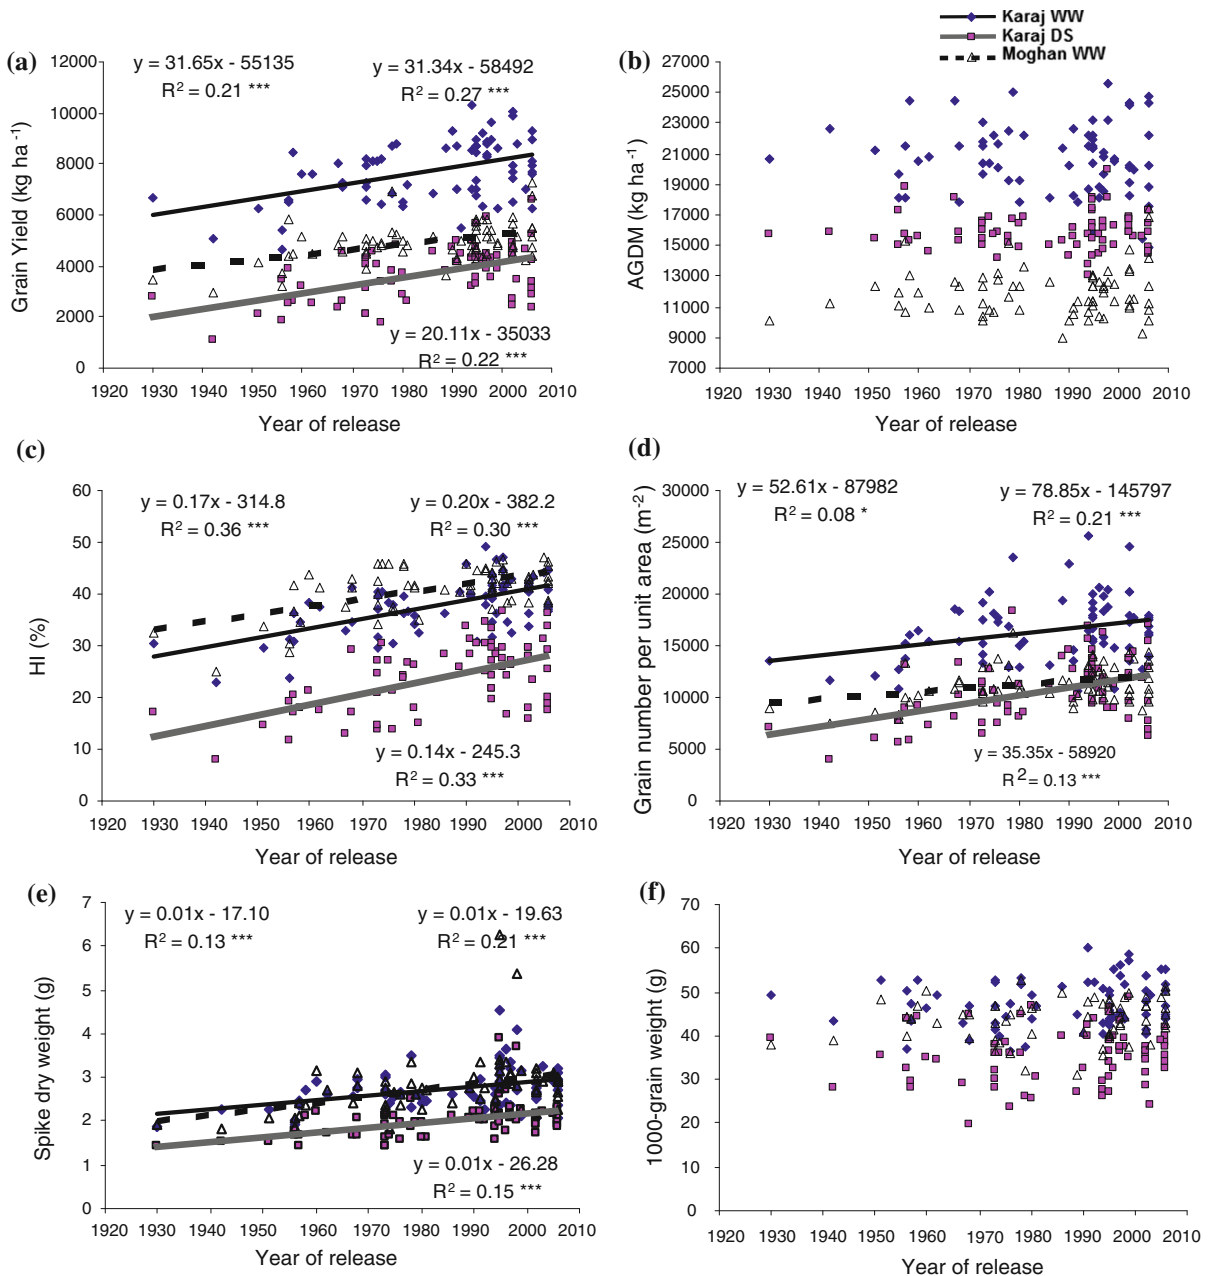 Karaj WW
Karaj DS
Moghan WW
(a)
y = 31.65x - 55135
R² = 0.21 ***
y = 31.34x - 58492
R² = 0.27 ***
12000
10000
8000
6000
4000
2000
0
Grain Yield (kg ha⁻¹)
y = 20.11x - 35033
R² = 0.22 ***
1920 1930 1940 1950 1960 1970 1980 1990 2000 2010
Year of release
(b)
27000
25000
23000
21000
19000
17000
15000
13000
11000
9000
7000
AGDM (kg ha⁻¹)
1920 1930 1940 1950 1960 1970 1980 1990 2000 2010
Year of release
(c)
60
50
40
30
20
10
0
HI (%)
y = 0.17x - 314.8
R² = 0.36 ***
y = 0.20x - 382.2
R² = 0.30 ***
y = 0.14x - 245.3
R² = 0.33 ***
1920 1930 1940 1950 1960 1970 1980 1990 2000 2010
Year of release
(d)
y = 52.61x - 87982
R² = 0.08 *
y = 78.85x - 145797
R² = 0.21 ***
30000
25000
20000
15000
10000
5000
0
Grain number per unit area (m⁻²)
y = 35.35x - 58920
R² = 0.13 ***
1920 1930 1940 1950 1960 1970 1980 1990 2000 2010
Year of release
(e)
7
6
5
4
3
2
1
0
Spike dry weight (g)
y = 0.01x - 17.10
R² = 0.13 ***
y = 0.01x - 19.63
R² = 0.21 ***
y = 0.01x - 26.28
R² = 0.15 ***
1920 1930 1940 1950 1960 1970 1980 1990 2000 2010
Year of release
(f)
70
60
50
40
30
20
10
0
1000-grain weight (g)
1920 1930 1940 1950 1960 1970 1980 1990 2000 2010
Year of release